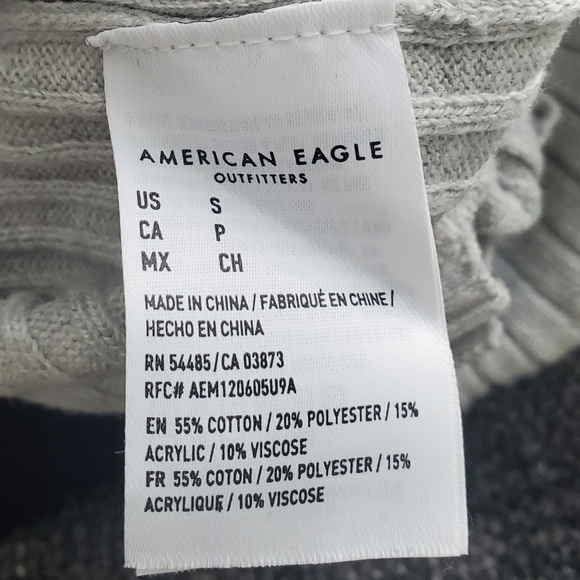 AMERICAN EAGLE
OUTFITTERS
US S
CA P
MX CH
MADE IN CHINA / FABRIQUÉ EN CHINE /
HECHO EN CHINA
RN 54485 / CA 03873
RFC# AEM120605U9A
EN 55% COTTON / 20% POLYESTER / 15%
ACRYLIC / 10% VISCOSE
FR 55% COTON / 20% POLYESTER / 15%
ACRYLIQUE / 10% VISCOSE